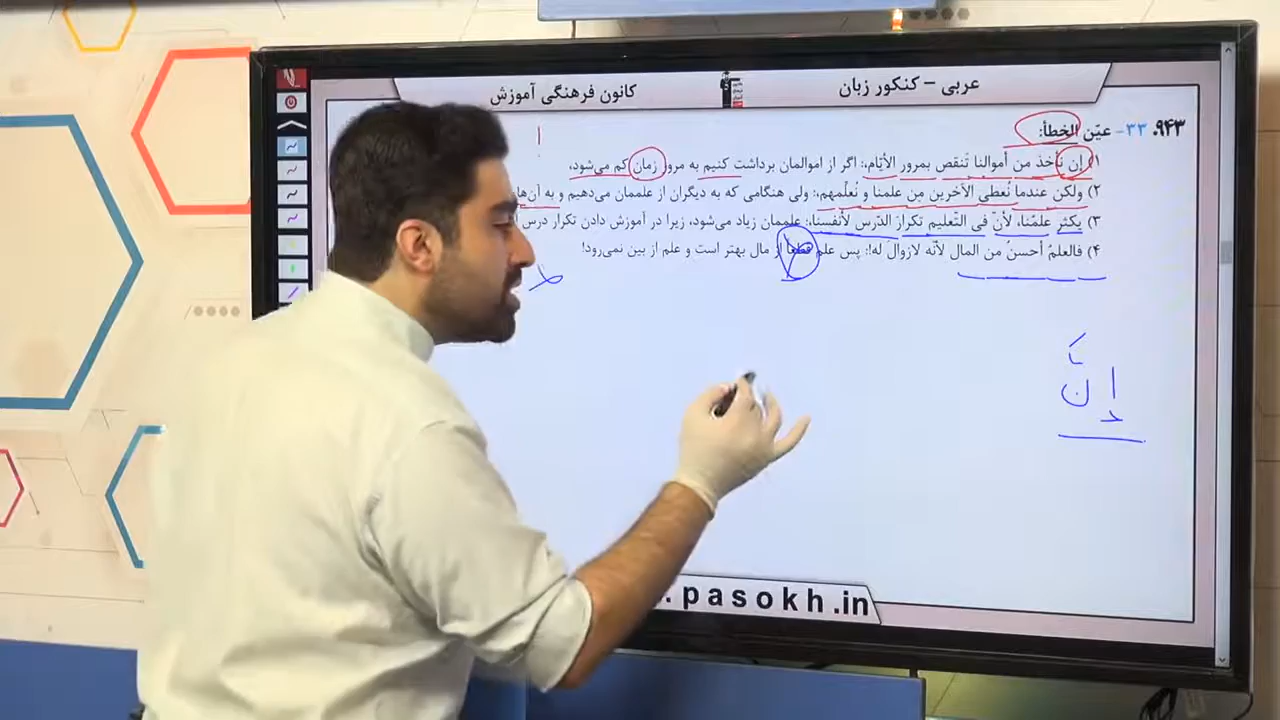 عربی – کنکور زبان
کانون فرهنگی آموزش
۹۴۳. ۳۳- عیّن الخطأ:
۱) إن نأخذ من أموالنا تَنقص بمرور الأیّام،: اگر از اموالمان برداشت کنیم به مرور زمان کم می‌شود،
۲) ولکن عندما نُعطی الآخرین مِن علمنا و نُعلّمهم،: ولی هنگامی که به دیگران از علممان می‌دهیم و به آن‌ها
۳) یکثر علمُنا، لأنّ فی التّعلیم تکرارَ الدّرس لأنفسنا،: علممان زیاد می‌شود، زیرا در آموزش دادن تکرار درس
۴) فالعلمُ أحسنُ من المال لأنّه لازوالَ له!: پس علم قطعاً از مال بهتر است و علم از بین نمی‌رود!
إنَّ
. p a s o k h .in